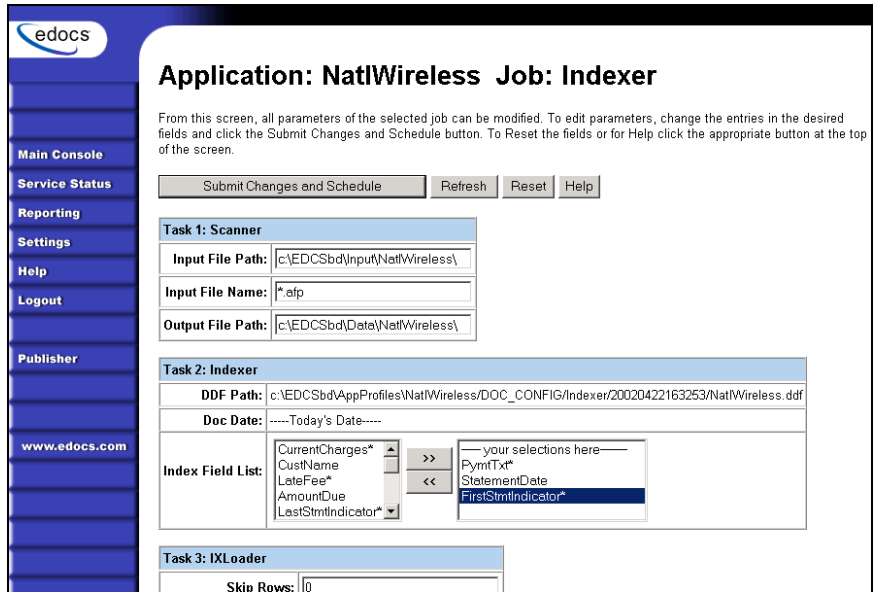 edocs
Application: NatlWireless Job: Indexer
From this screen, all parameters of the selected job can be modified. To edit parameters, change the entries in the desired
fields and click the Submit Changes and Schedule button. To Reset the fields or for Help click the appropriate button at the top
of the screen.
Main Console
Service Status
Reporting
Settings
Help
Logout
Publisher
www.edocs.com
Submit Changes and Schedule Refresh Reset Help
Task 1: Scanner
Input File Path: c:\EDCSbd\Input\NatlWireless\
Input File Name: *.afp
Output File Path: c:\EDCSbd\Data\NatlWireless\
Task 2: Indexer
DDF Path: c:\EDCSbd\AppProfiles\NatlWireless/DOC_CONFIG/Indexer/20020422163253/NatlWireless.ddf
Doc Date: -----Today's Date-----
Index Field List:
CurrentCharges*
CustName
LateFee*
AmountDue
LastStmtIndicator*
>>
<<
----- your selections here-----
PymtTxt*
StatementDate
FirstStmtIndicator*
Task 3: IXLoader
Skip Rows: 0